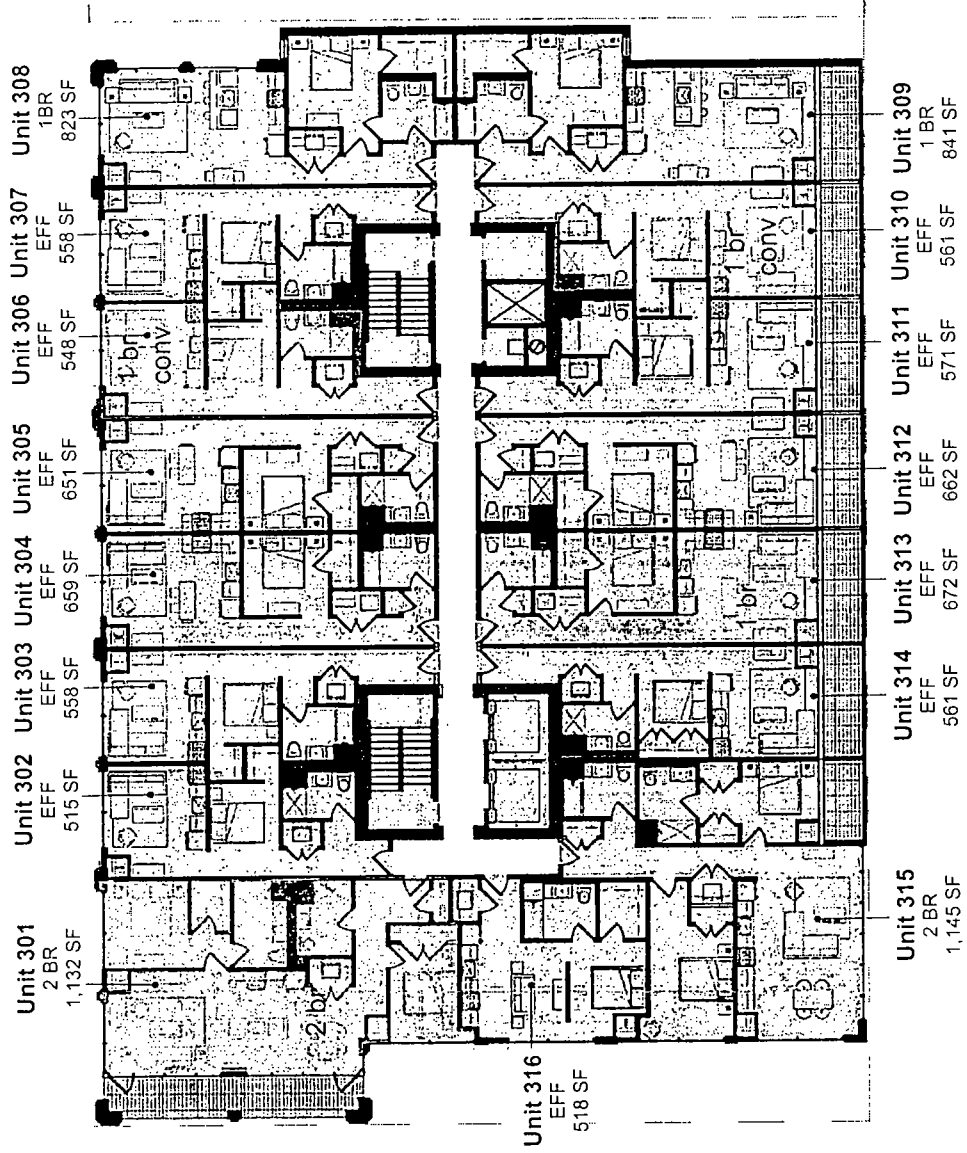 Unit 301
2 BR
1,132 SF
Unit 302
EFF
515 SF
Unit 303
EFF
558 SF
Unit 304
EFF
659 SF
Unit 305
EFF
651 SF
Unit 306
EFF
548 SF
Unit 307
EFF
558 SF
Unit 308
1BR
823 SF
2 br
1 br
conv
1 br
1 br
conv
Unit 316
EFF
518 SF
Unit 315
2 BR
1,145 SF
Unit 314
EFF
561 SF
Unit 313
EFF
672 SF
Unit 312
EFF
662 SF
Unit 311
EFF
571 SF
Unit 310
EFF
561 SF
Unit 309
1 BR
841 SF